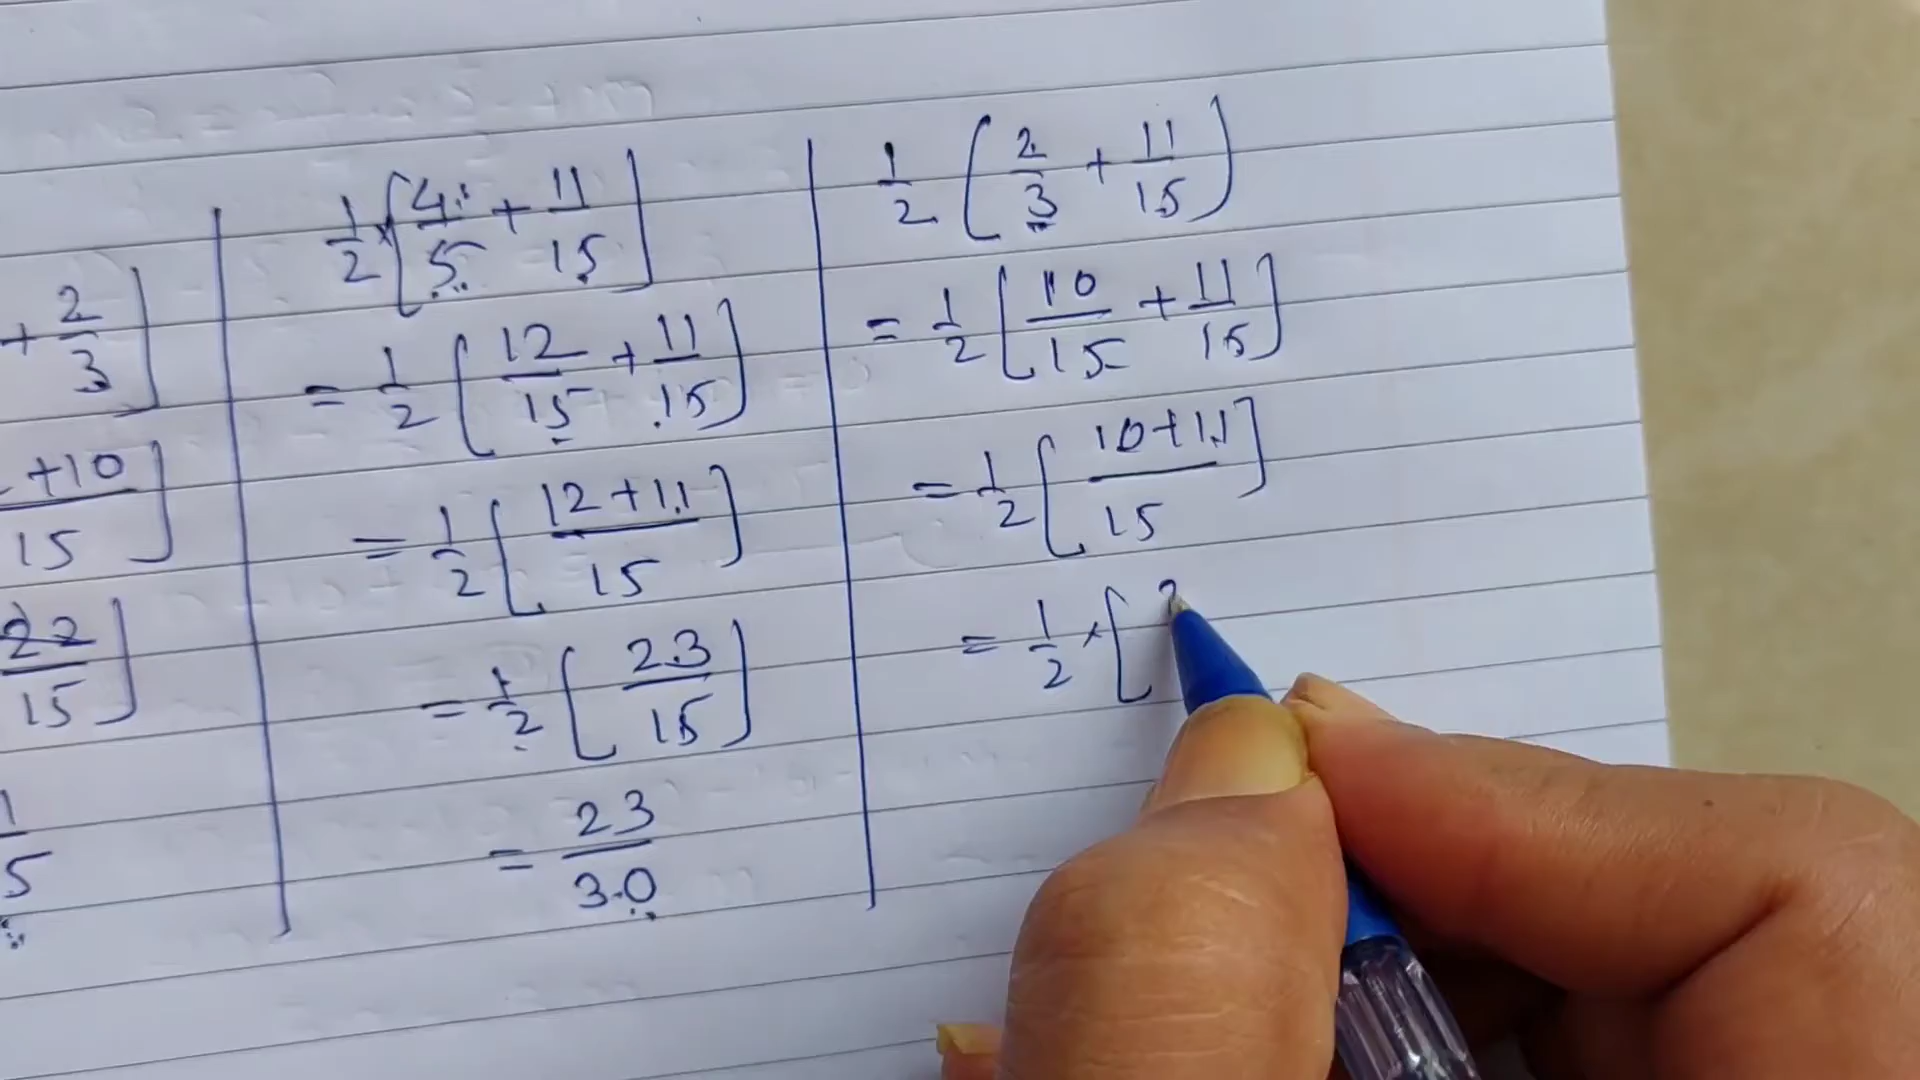 + 2/3]
+10/15]
22/15]
1/5
1/2 × [4/5 + 11/15]
= 1/2 [12/15 + 11/15]
= 1/2 [12 + 11/15]
= 1/2 [23/15]
= 23/30
1/2 (2/3 + 11/15)
= 1/2 [10/15 + 11/15]
= 1/2 [10+11/15]
= 1/2 × [2